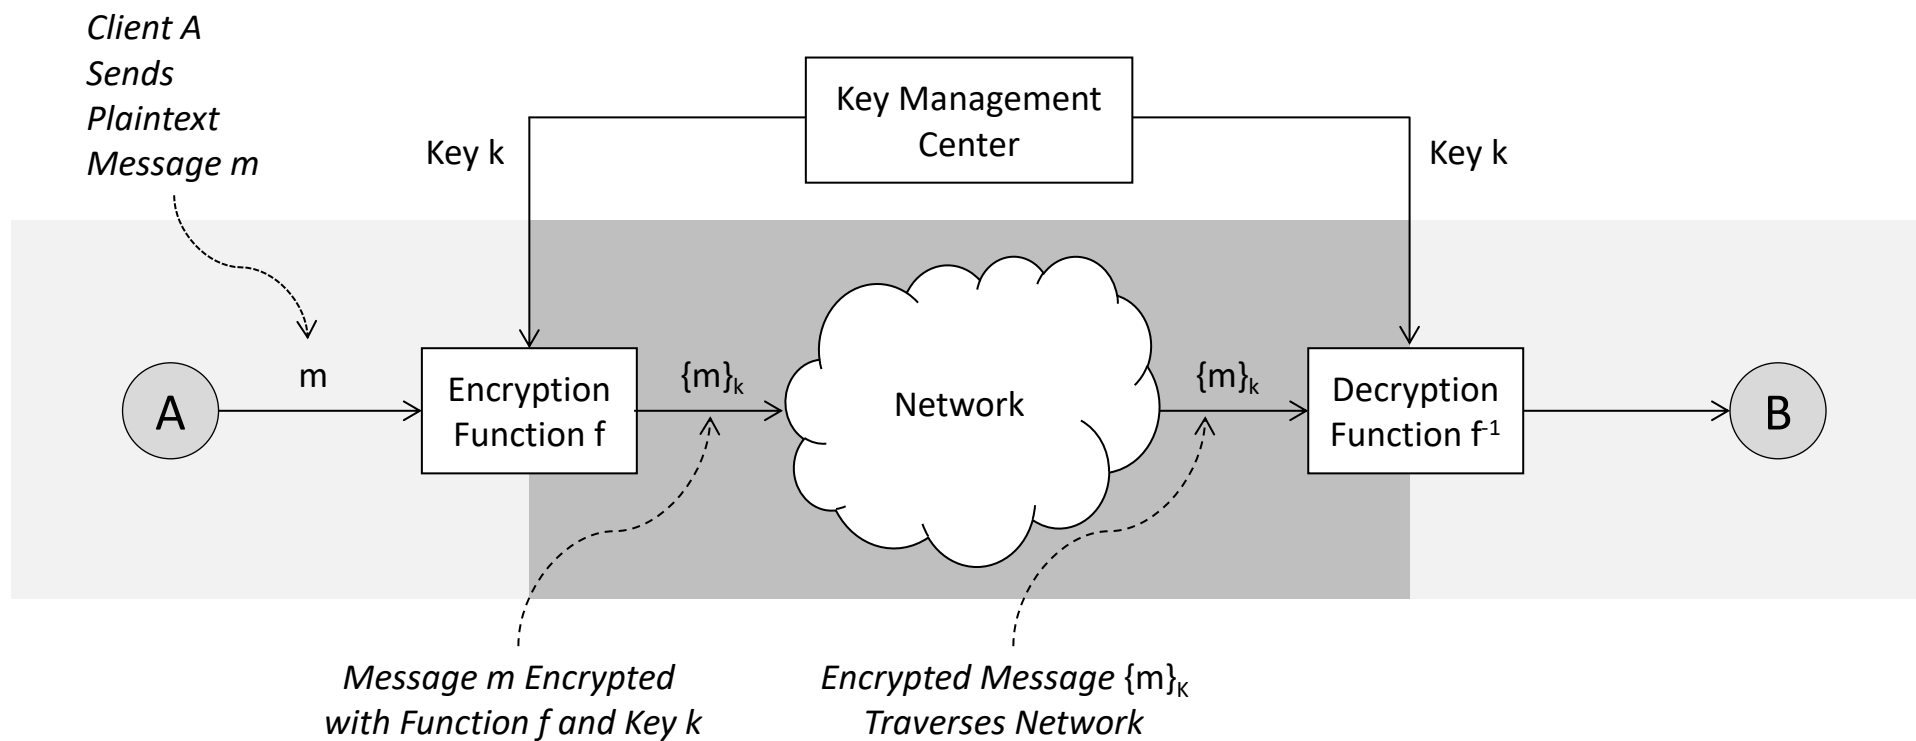 Client A
Sends
Plaintext
Message m
Key Management
Center
Key k
Key k
A
m
Encryption
Function f
{m}k
Network
{m}k
Decryption
Function f-1
B
Message m Encrypted
with Function f and Key k
Encrypted Message {m}K
Traverses Network